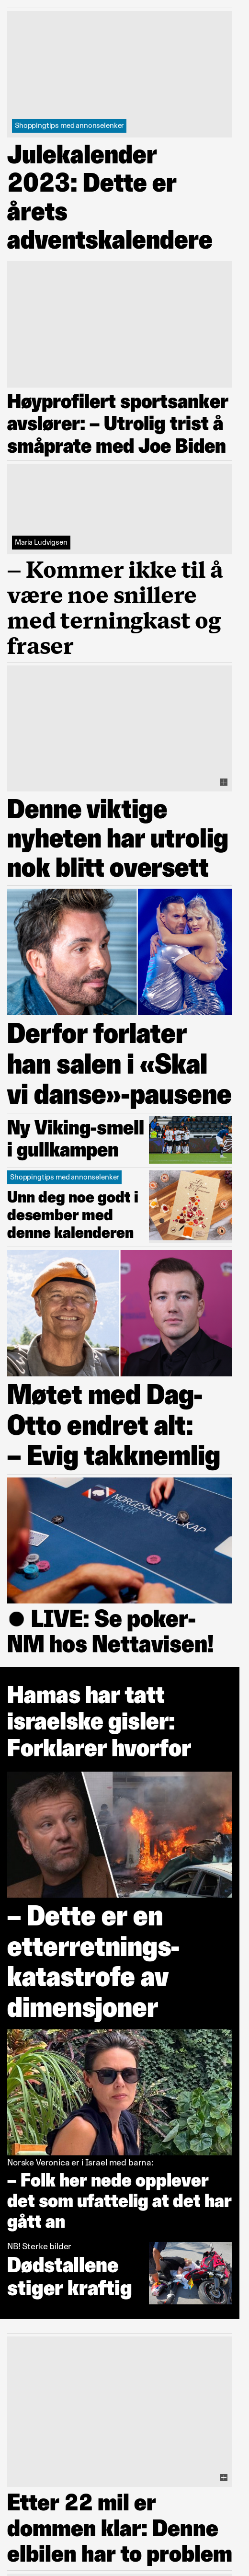 Shoppingtips med annonselenker
Julekalender
2023: Dette er
årets
adventskalendere
Høyprofilert sportsanker
avslører: – Utrolig trist å
småprate med Joe Biden
Maria Ludvigsen
– Kommer ikke til å
være noe snillere
med terningkast og
fraser
Denne viktige
nyheten har utrolig
nok blitt oversett
Derfor forlater
han salen i «Skal
vi danse»-pausene
Ny Viking-smell
i gullkampen
Shoppingtips med annonselenker
Unn deg noe godt i
desember med
denne kalenderen
Møtet med Dag-
Otto endret alt:
– Evig takknemlig
NORGESMESTERSKAP
I POKER
● LIVE: Se poker-
NM hos Nettavisen!
Hamas har tatt
israelske gisler:
Forklarer hvorfor
– Dette er en
etterretnings-
katastrofe av
dimensjoner
Norske Veronica er i Israel med barna:
– Folk her nede opplever
det som ufattelig at det har
gått an
NB! Sterke bilder
Dødstallene
stiger kraftig
Etter 22 mil er
dommen klar: Denne
elbilen har to problem